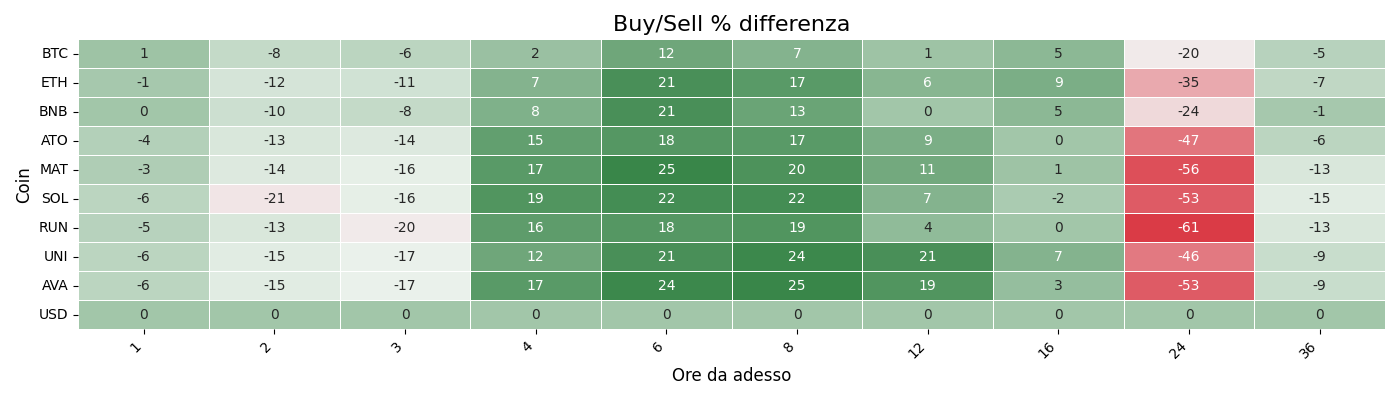 Buy/Sell % differenza
Coin
BTC 1 -8 -6 2 12 7 1 5 -20 -5
ETH -1 -12 -11 7 21 17 6 9 -35 -7
BNB 0 -10 -8 8 21 13 0 5 -24 -1
ATO -4 -13 -14 15 18 17 9 0 -47 -6
MAT -3 -14 -16 17 25 20 11 1 -56 -13
SOL -6 -21 -16 19 22 22 7 -2 -53 -15
RUN -5 -13 -20 16 18 19 4 0 -61 -13
UNI -6 -15 -17 12 21 24 21 7 -46 -9
AVA -6 -15 -17 17 24 25 19 3 -53 -9
USD 0 0 0 0 0 0 0 0 0 0
1 2 3 4 6 8 12 16 24 36
Ore da adesso